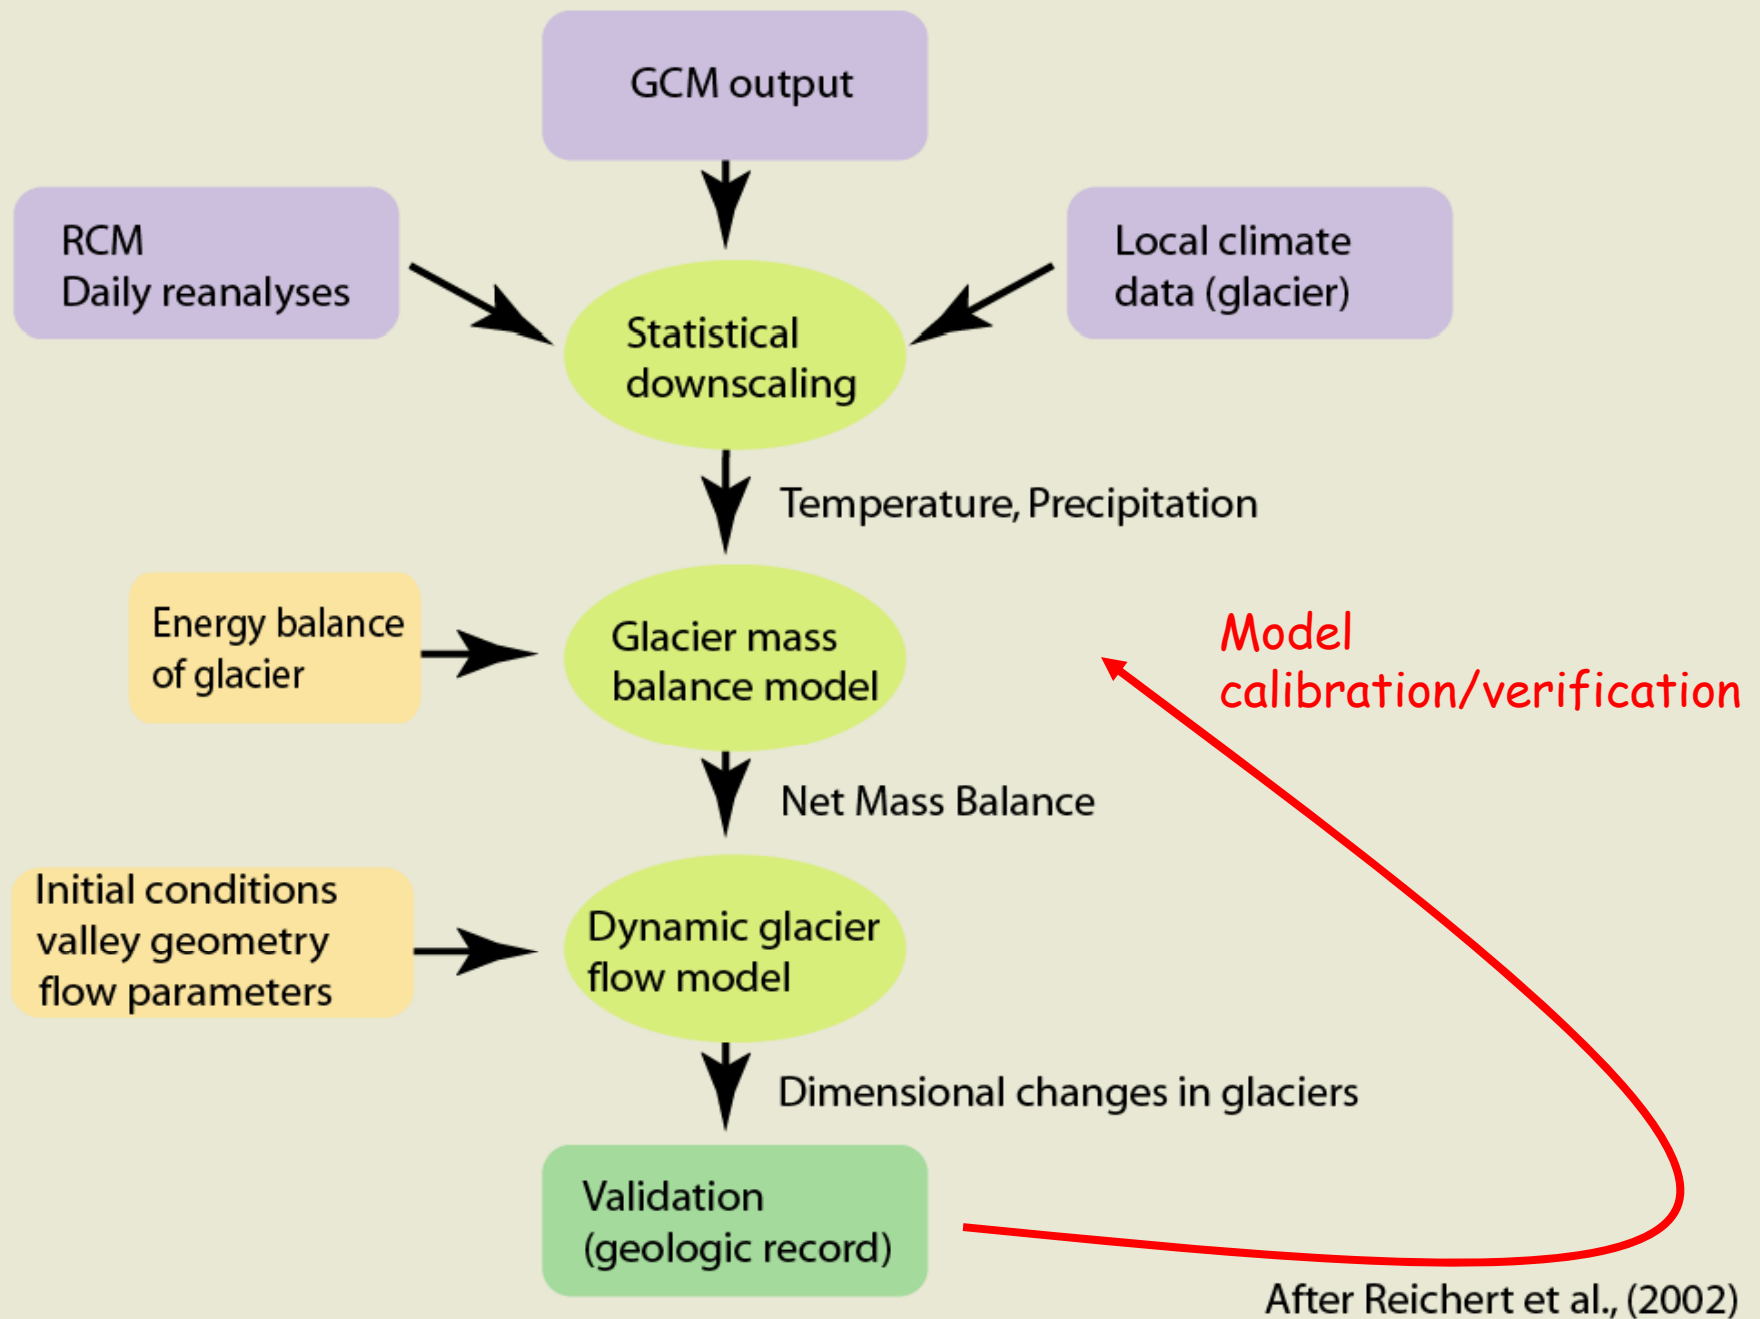 GCM output
RCM
Daily reanalyses
Local climate
data (glacier)
Statistical
downscaling
Temperature, Precipitation
Energy balance
of glacier
Glacier mass
balance model
Model
calibration/verification
Net Mass Balance
Initial conditions
valley geometry
flow parameters
Dynamic glacier
flow model
Dimensional changes in glaciers
Validation
(geologic record)
After Reichert et al., (2002)